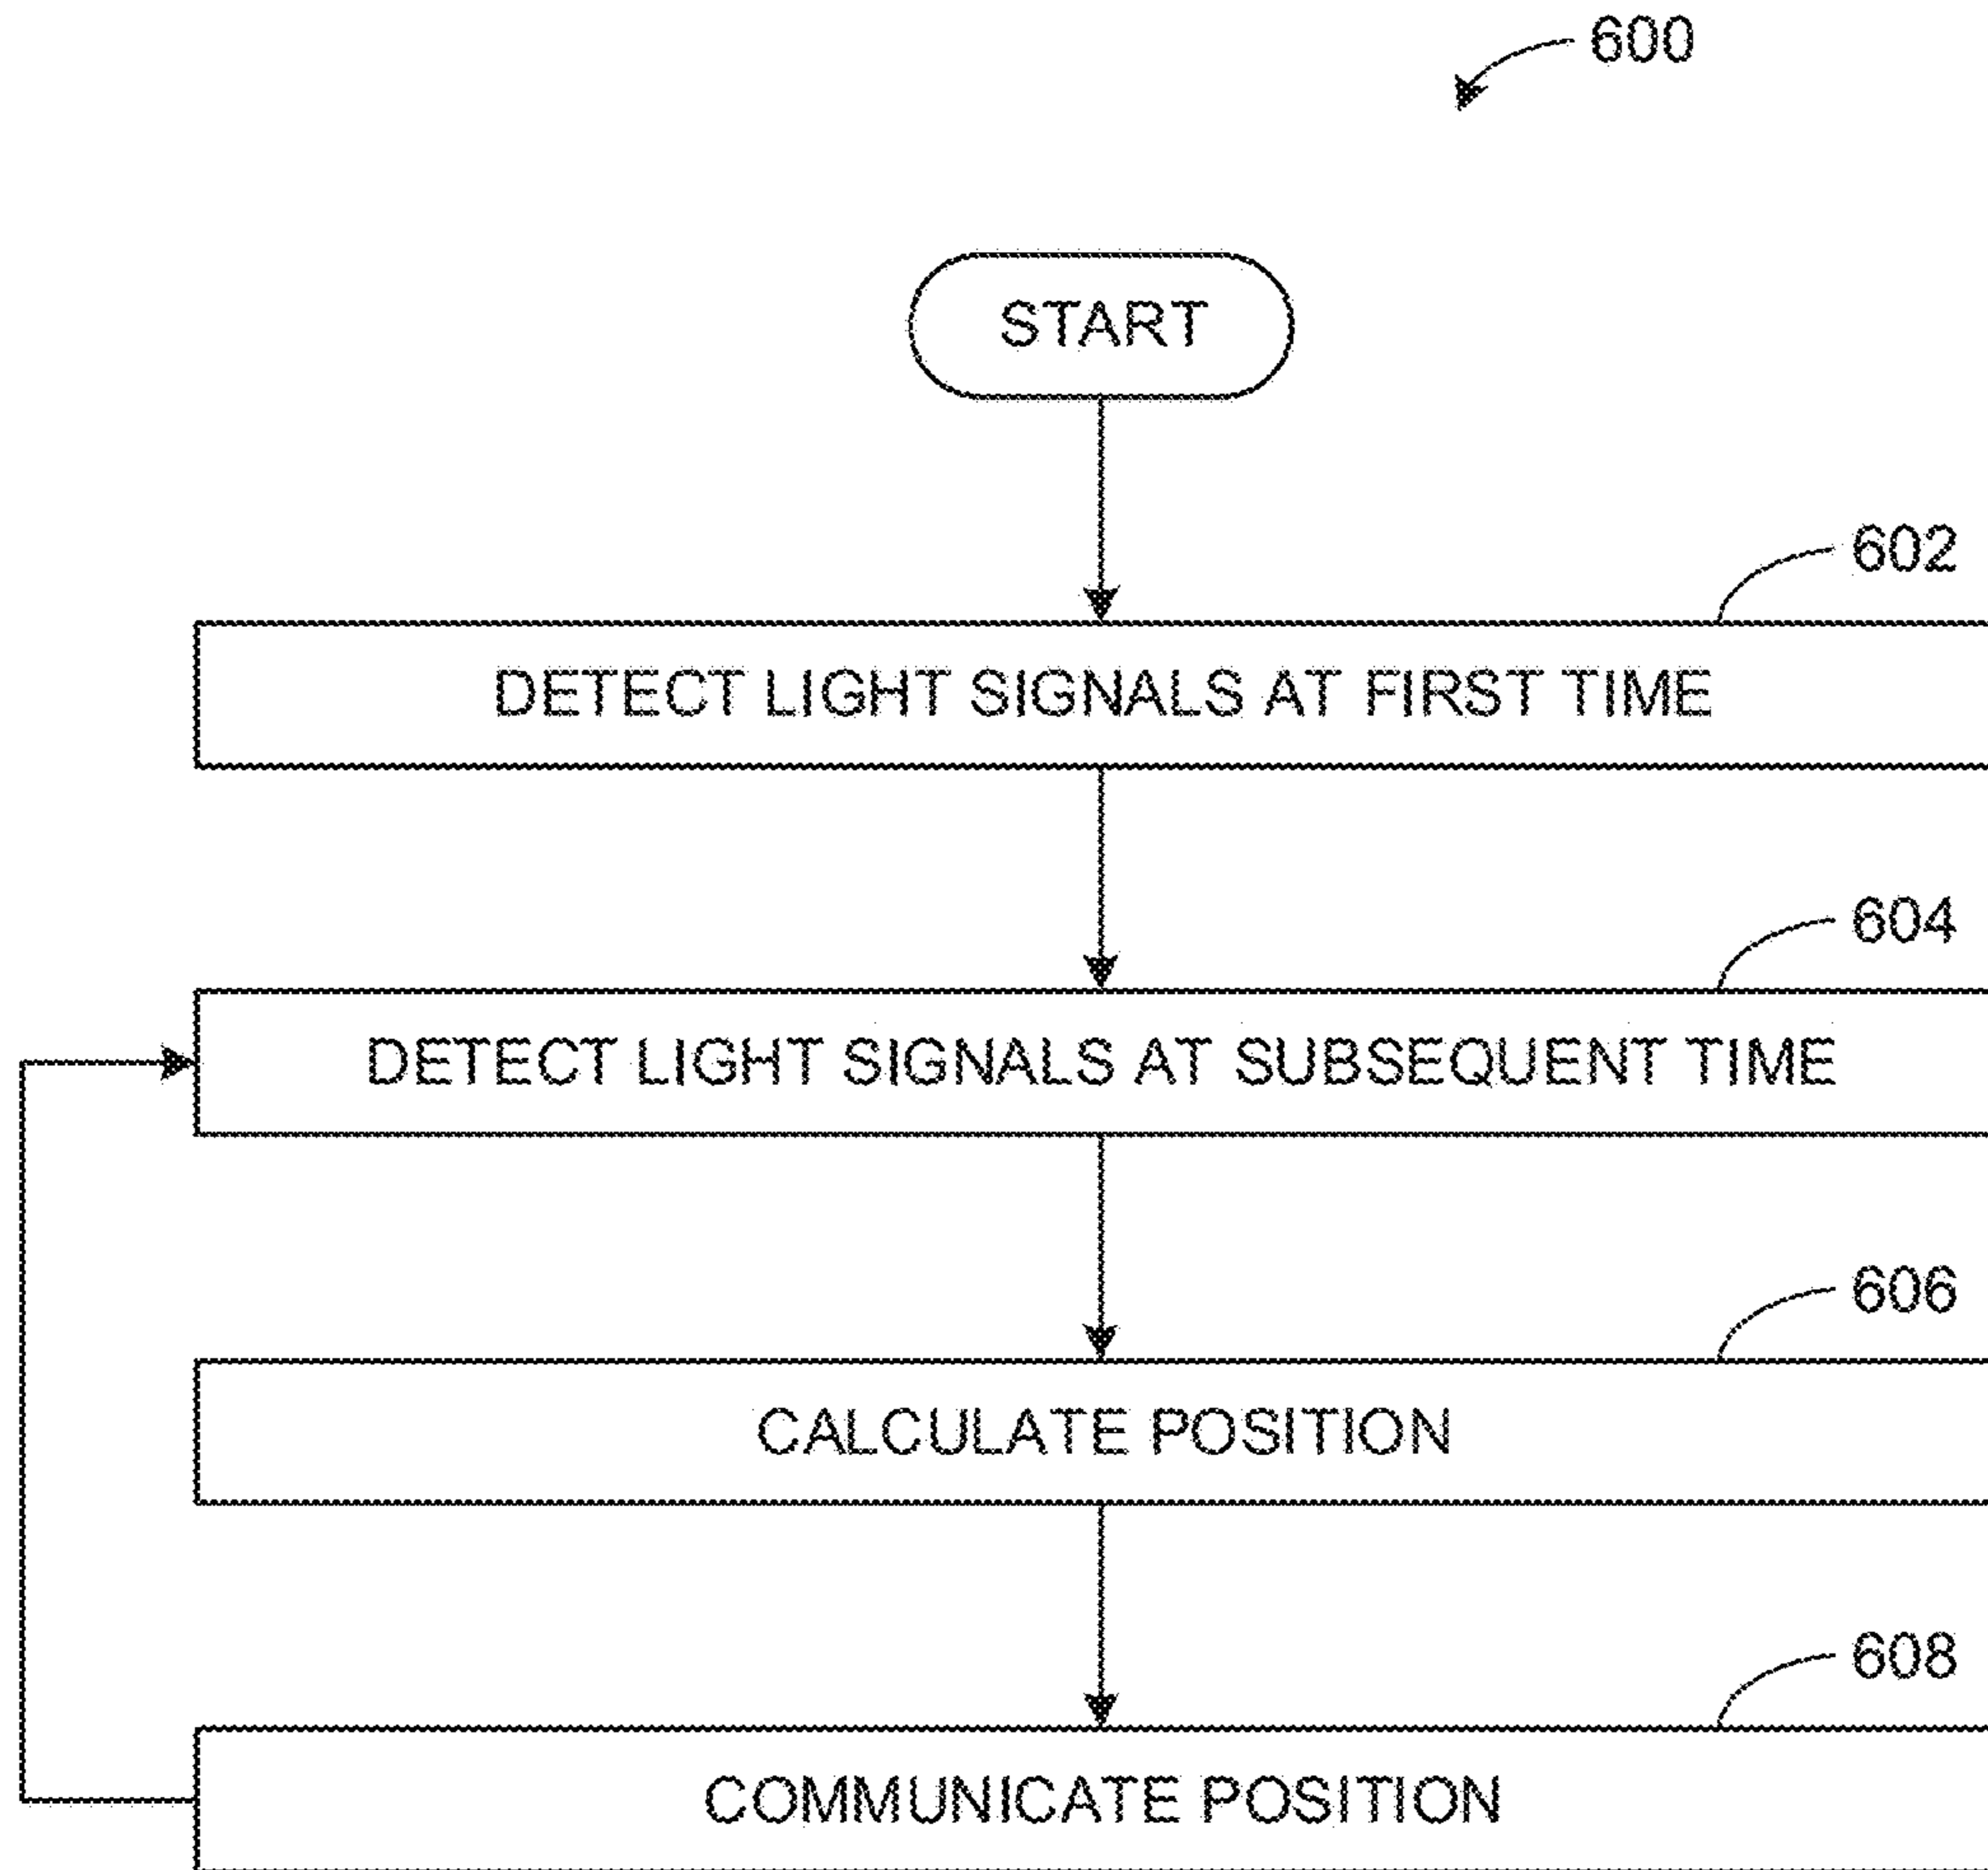 600
START
602
DETECT LIGHT SIGNALS AT FIRST TIME
604
DETECT LIGHT SIGNALS AT SUBSEQUENT TIME
606
CALCULATE POSITION
608
COMMUNICATE POSITION